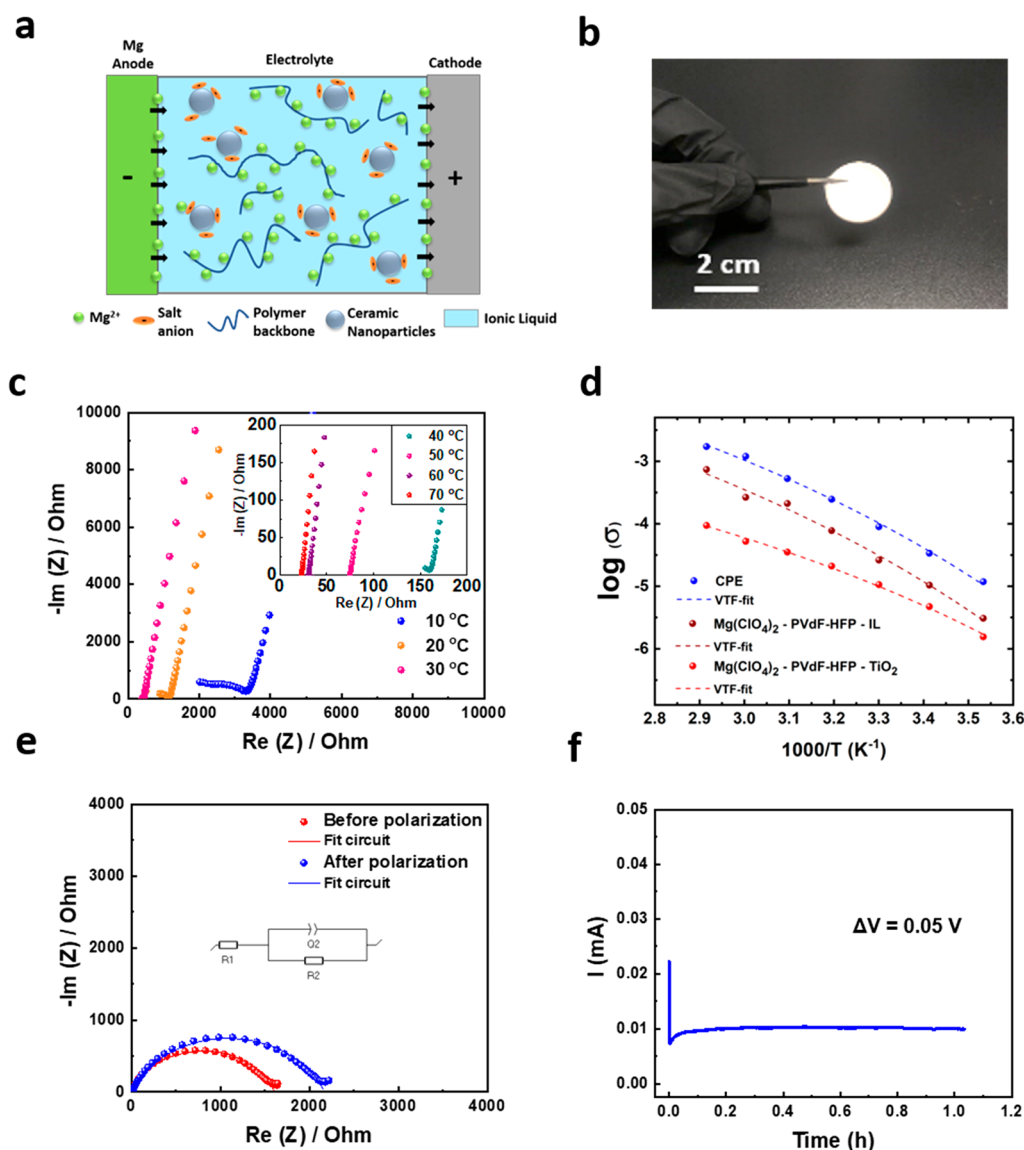 a
Mg
Anode
Electrolyte
Cathode
-
+
Mg²⁺
Salt
anion
Polymer
backbone
Ceramic
Nanoparticles
Ionic Liquid
b
2 cm
c
-Im (Z) / Ohm
10000
8000
6000
4000
2000
0
0
2000
4000
6000
8000
10000
Re (Z) / Ohm
10 °C
20 °C
30 °C
-Im (Z) / Ohm
200
150
100
50
0
0
50
100
150
200
Re (Z) / Ohm
40 °C
50 °C
60 °C
70 °C
d
log (σ)
-3
-4
-5
-6
CPE
VTF-fit
Mg(ClO₄)₂ - PVdF-HFP - IL
VTF-fit
Mg(ClO₄)₂ - PVdF-HFP - TiO₂
VTF-fit
2.8
2.9
3.0
3.1
3.2
3.3
3.4
3.5
3.6
1000/T (K⁻¹)
e
-Im (Z) / Ohm
4000
3000
2000
1000
0
Before polarization
Fit circuit
After polarization
Fit circuit
R1
Q2
R2
0
1000
2000
3000
4000
Re (Z) / Ohm
f
I (mA)
0.05
0.04
0.03
0.02
0.01
0.00
ΔV = 0.05 V
0.0
0.2
0.4
0.6
0.8
1.0
1.2
Time (h)